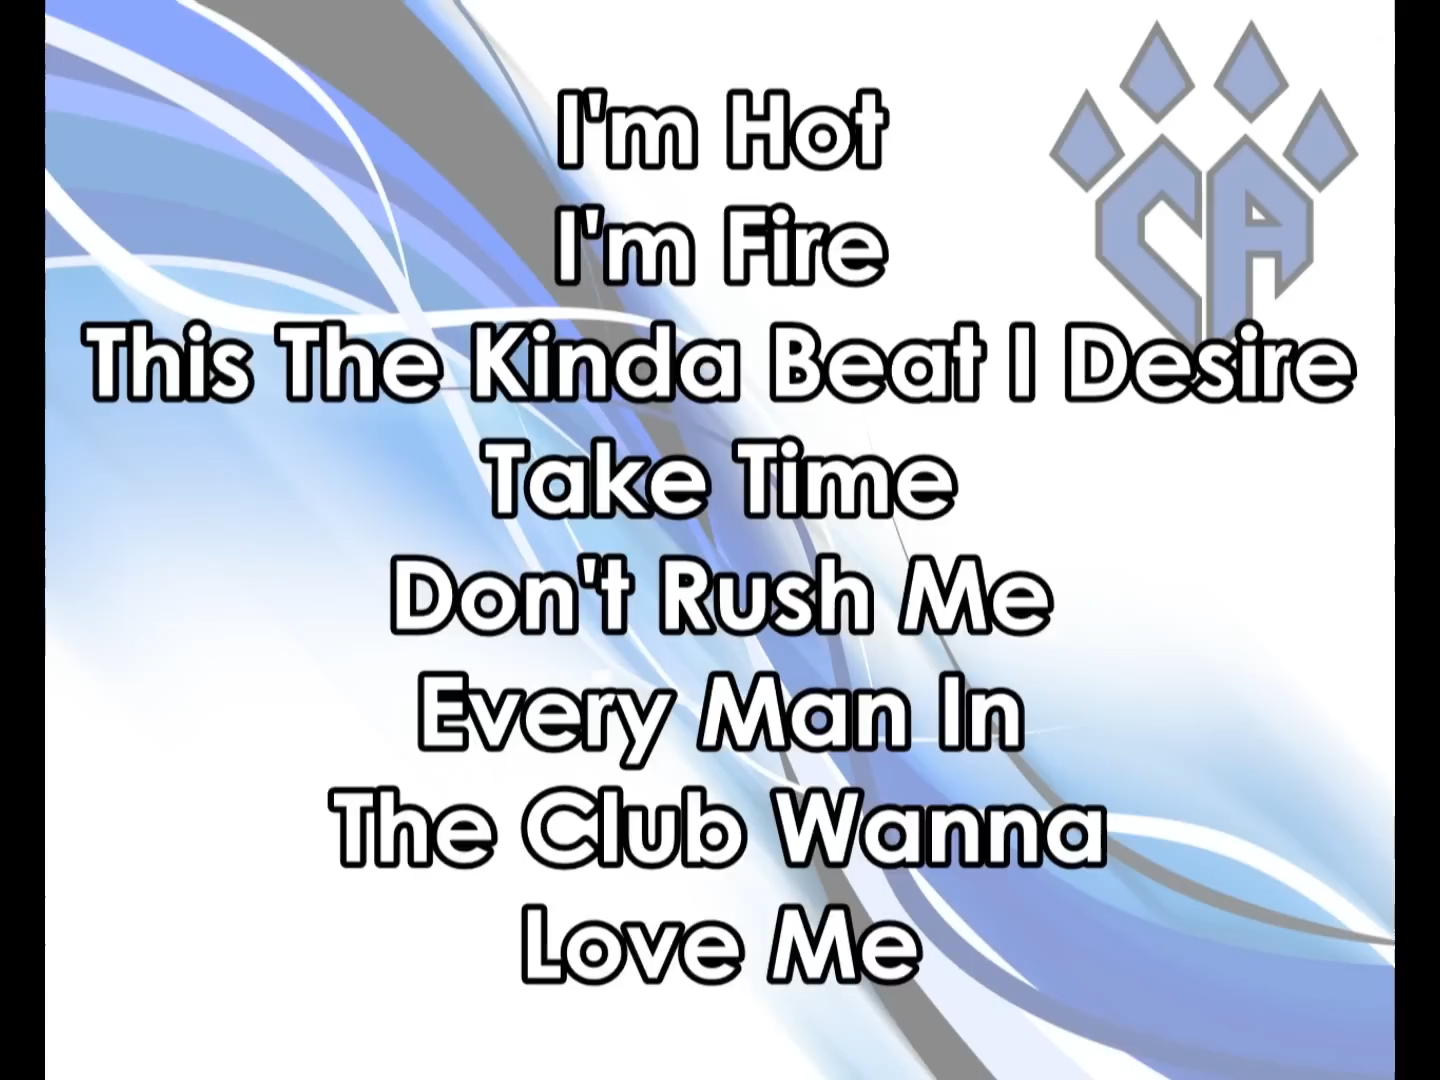 CA
I'm Hot
I'm Fire
This The Kinda Beat I Desire
Take Time
Don't Rush Me
Every Man In
The Club Wanna
Love Me